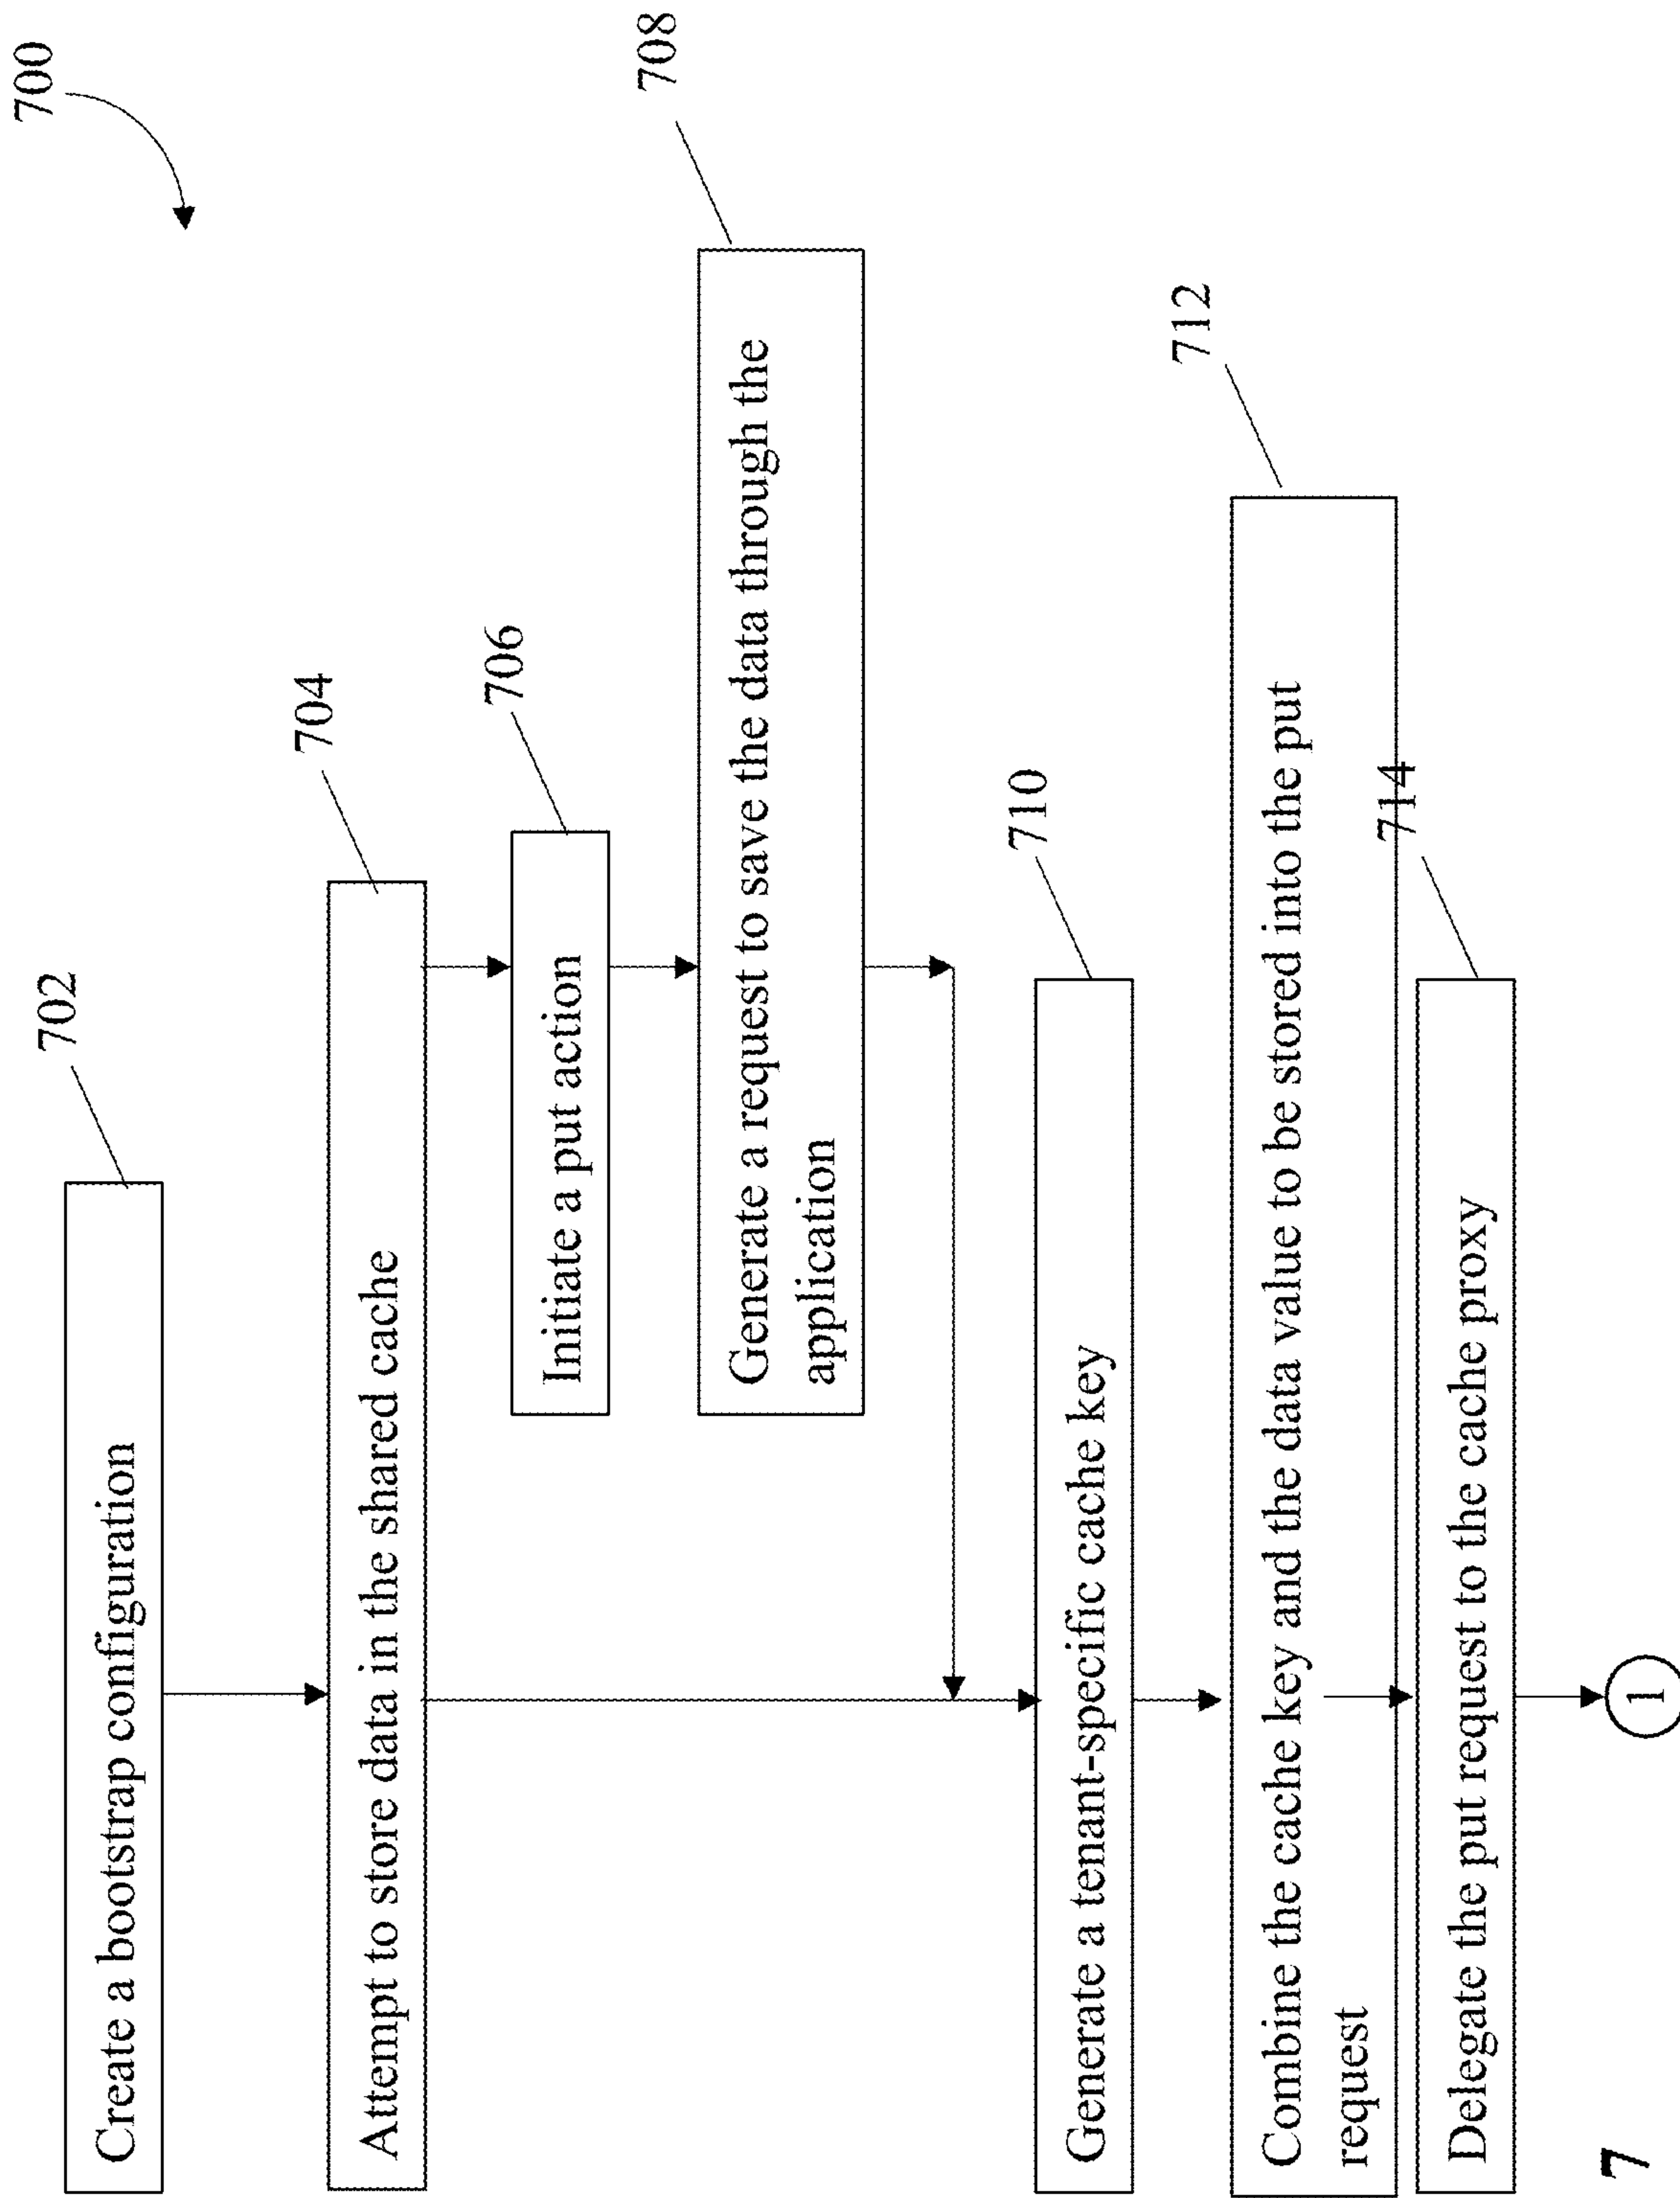 700
702
Create a bootstrap configuration
704
Attempt to store data in the shared cache
706
Initiate a put action
708
Generate a request to save the data through the
application
710
Generate a tenant-specific cache key
712
Combine the cache key and the data value to be stored into the put
request
714
Delegate the put request to the cache proxy
1
7